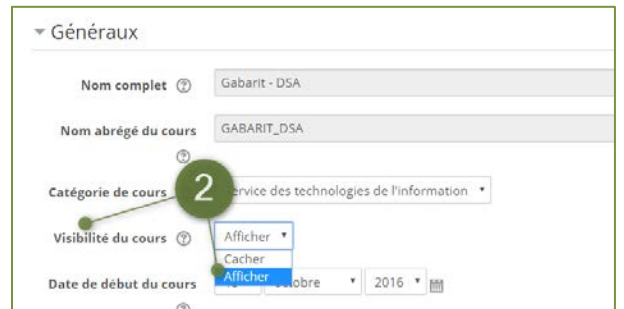 Généraux
Nom complet Gabarit - DSA
Nom abrégé du cours GABARIT_DSA
Catégorie de cours 2 ervice des technologies de l'information
Visibilité du cours Afficher
Cacher
Afficher
Date de début du cours 2016